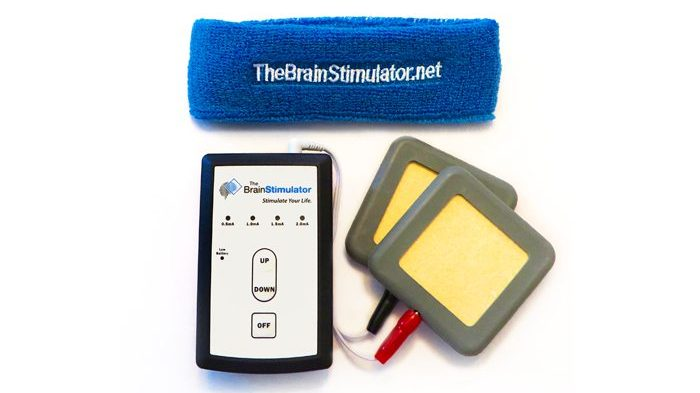 TheBrainStimulator.net
The
BrainStimulator
Stimulate Your Life.
0.5mA 1.0mA 1.5mA 2.0mA
Low
Battery
UP
DOWN
OFF